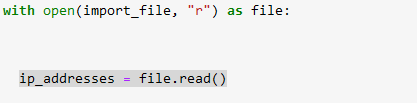 with open(import_file, "r") as file:
ip_addresses = file.read()